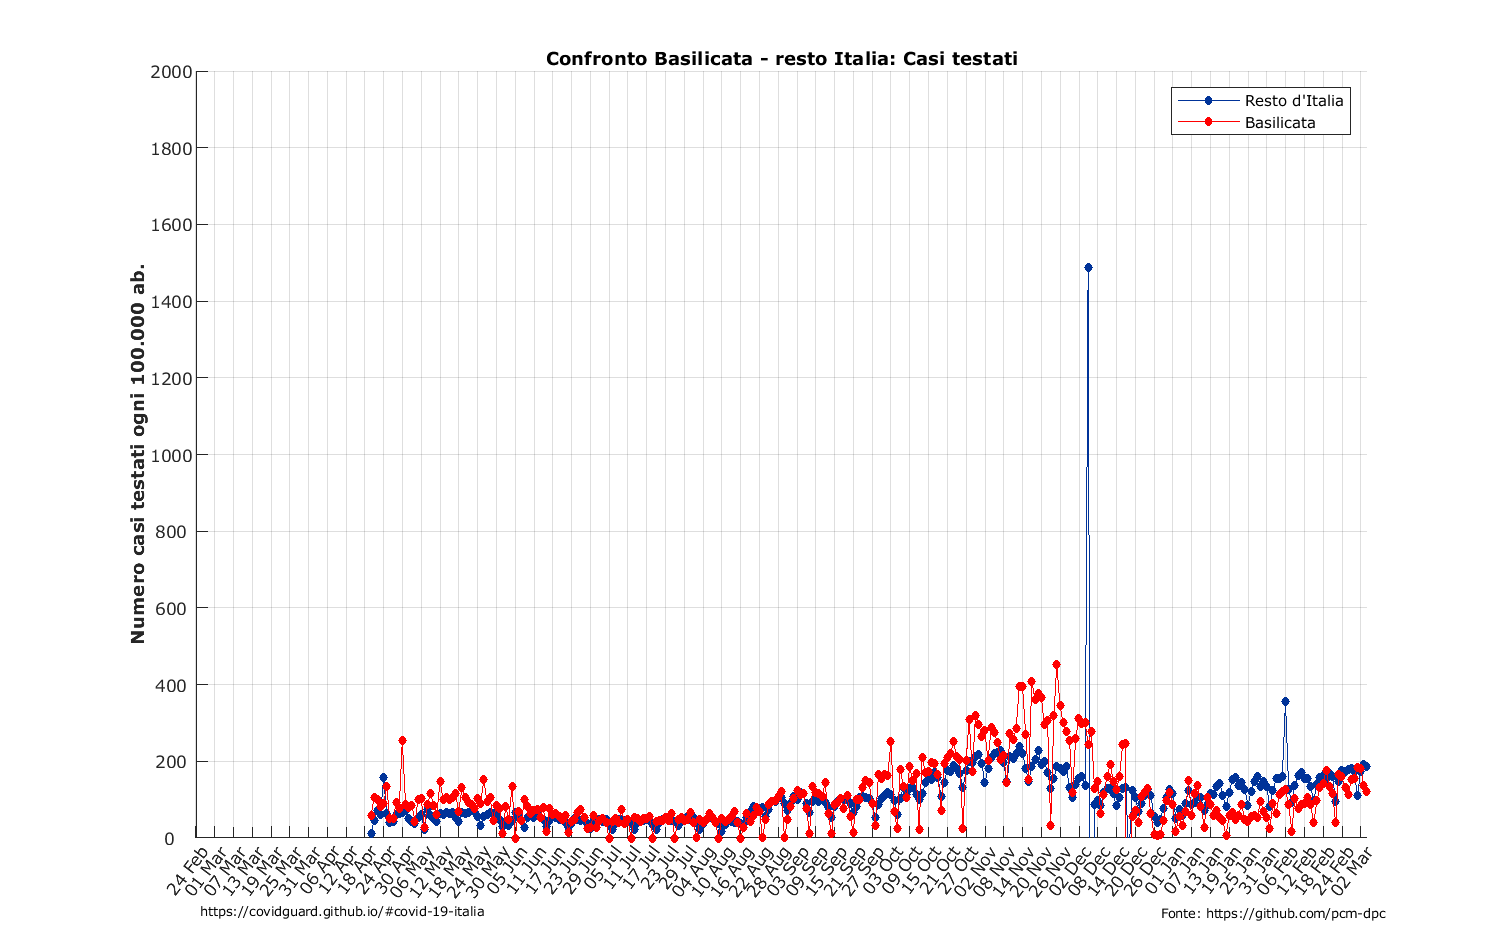 Confronto Basilicata - resto Italia: Casi testati
Resto d'Italia
Basilicata
Numero casi testati ogni 100.000 ab.
2000
1800
1600
1400
1200
1000
800
600
400
200
0
24 Feb
01 Mar
07 Mar
13 Mar
19 Mar
25 Mar
31 Mar
06 Apr
12 Apr
18 Apr
24 Apr
30 Apr
06 May
12 May
18 May
24 May
30 May
05 Jun
11 Jun
17 Jun
23 Jun
29 Jun
05 Jul
11 Jul
17 Jul
23 Jul
29 Jul
04 Aug
10 Aug
16 Aug
22 Aug
28 Aug
03 Sep
09 Sep
15 Sep
21 Sep
27 Sep
03 Oct
09 Oct
15 Oct
21 Oct
27 Oct
02 Nov
08 Nov
14 Nov
20 Nov
26 Nov
02 Dec
08 Dec
14 Dec
20 Dec
26 Dec
01 Jan
07 Jan
13 Jan
19 Jan
25 Jan
31 Jan
06 Feb
12 Feb
18 Feb
24 Feb
02 Mar
https://covidguard.github.io/#covid-19-italia
Fonte: https://github.com/pcm-dpc